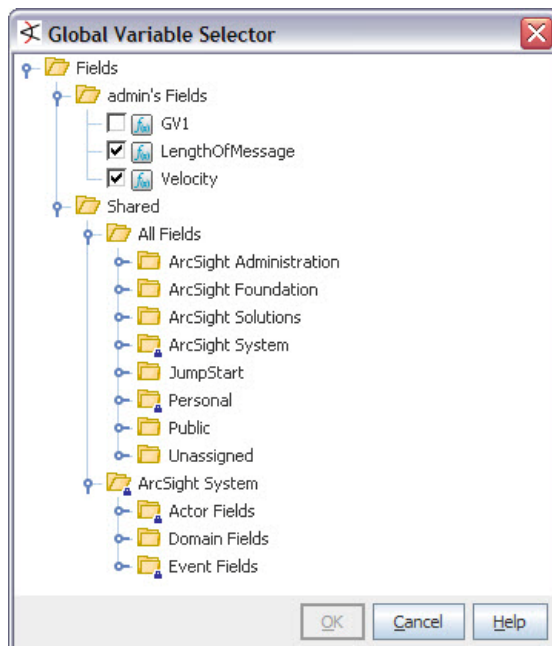 Global Variable Selector
Fields
admin's Fields
GV1
LengthOfMessage
Velocity
Shared
All Fields
ArcSight Administration
ArcSight Foundation
ArcSight Solutions
ArcSight System
JumpStart
Personal
Public
Unassigned
ArcSight System
Actor Fields
Domain Fields
Event Fields
OK Cancel Help